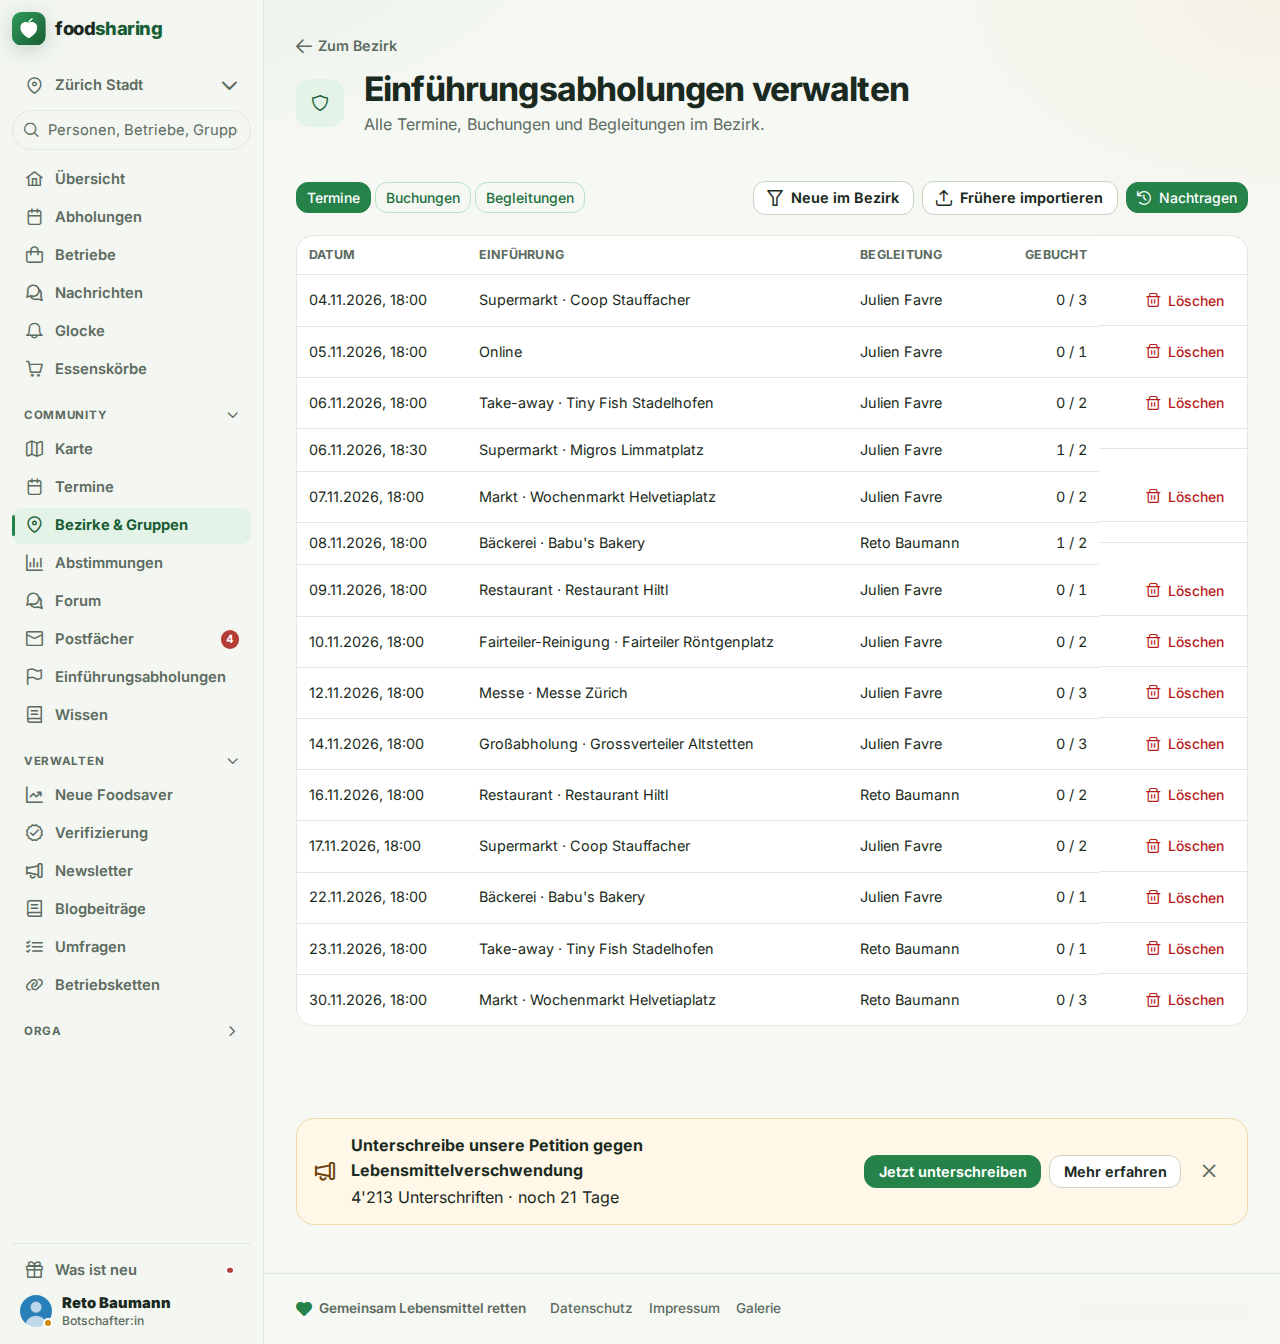 foodsharing
Zürich Stadt
Personen, Betriebe, Grupp
Übersicht
Abholungen
Betriebe
Nachrichten
Glocke
Essenskörbe
COMMUNITY
Karte
Termine
Bezirke & Gruppen
Abstimmungen
Forum
Postfächer 4
Einführungsabholungen
Wissen
VERWALTEN
Neue Foodsaver
Verifizierung
Newsletter
Blogbeiträge
Umfragen
Betriebsketten
ORGA
Was ist neu
Reto Baumann
Botschafter:in
Zum Bezirk
Einführungsabholungen verwalten
Alle Termine, Buchungen und Begleitungen im Bezirk.
Termine Buchungen Begleitungen Neue im Bezirk Frühere importieren Nachtragen
DATUM EINFÜHRUNG BEGLEITUNG GEBUCHT
04.11.2026, 18:00 Supermarkt · Coop Stauffacher Julien Favre 0 / 3 Löschen
05.11.2026, 18:00 Online Julien Favre 0 / 1 Löschen
06.11.2026, 18:00 Take-away · Tiny Fish Stadelhofen Julien Favre 0 / 2 Löschen
06.11.2026, 18:30 Supermarkt · Migros Limmatplatz Julien Favre 1 / 2
07.11.2026, 18:00 Markt · Wochenmarkt Helvetiaplatz Julien Favre 0 / 2 Löschen
08.11.2026, 18:00 Bäckerei · Babu's Bakery Reto Baumann 1 / 2
09.11.2026, 18:00 Restaurant · Restaurant Hiltl Julien Favre 0 / 1 Löschen
10.11.2026, 18:00 Fairteiler-Reinigung · Fairteiler Röntgenplatz Julien Favre 0 / 2 Löschen
12.11.2026, 18:00 Messe · Messe Zürich Julien Favre 0 / 3 Löschen
14.11.2026, 18:00 Großabholung · Grossverteiler Altstetten Julien Favre 0 / 3 Löschen
16.11.2026, 18:00 Restaurant · Restaurant Hiltl Reto Baumann 0 / 2 Löschen
17.11.2026, 18:00 Supermarkt · Coop Stauffacher Julien Favre 0 / 2 Löschen
22.11.2026, 18:00 Bäckerei · Babu's Bakery Julien Favre 0 / 1 Löschen
23.11.2026, 18:00 Take-away · Tiny Fish Stadelhofen Reto Baumann 0 / 1 Löschen
30.11.2026, 18:00 Markt · Wochenmarkt Helvetiaplatz Reto Baumann 0 / 3 Löschen
Unterschreibe unsere Petition gegen
Lebensmittelverschwendung
4'213 Unterschriften · noch 21 Tage
Jetzt unterschreiben Mehr erfahren
Gemeinsam Lebensmittel retten Datenschutz Impressum Galerie